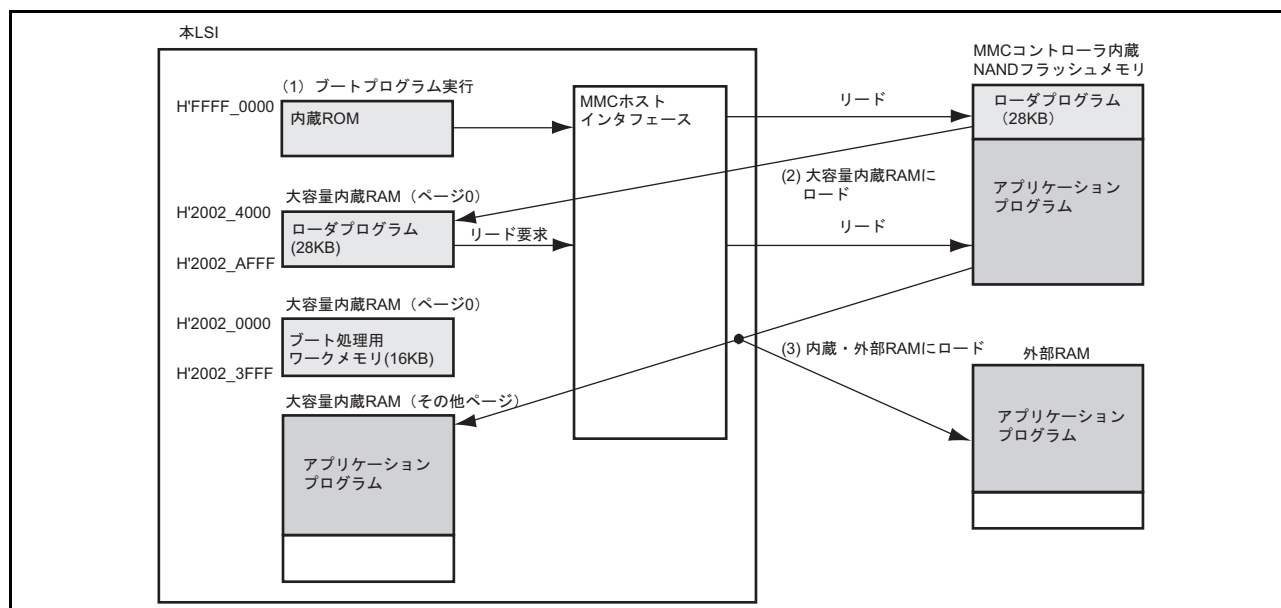 本LSI
(1) ブートプログラム実行
H'FFFF_0000
内蔵ROM
MMCホスト
インタフェース
リード
MMCコントローラ内蔵
NANDフラッシュメモリ
ローダプログラム
(28KB)
アプリケーション
プログラム
(2) 大容量内蔵RAMに
ロード
大容量内蔵RAM(ページ0)
H'2002_4000
ローダプログラム
(28KB)
H'2002_AFFF
リード要求
リード
大容量内蔵RAM(ページ0)
H'2002_0000
ブート処理用
ワークメモリ(16KB)
H'2002_3FFF
(3) 内蔵・外部RAMにロード
外部RAM
アプリケーション
プログラム
大容量内蔵RAM(その他ページ)
アプリケーション
プログラム